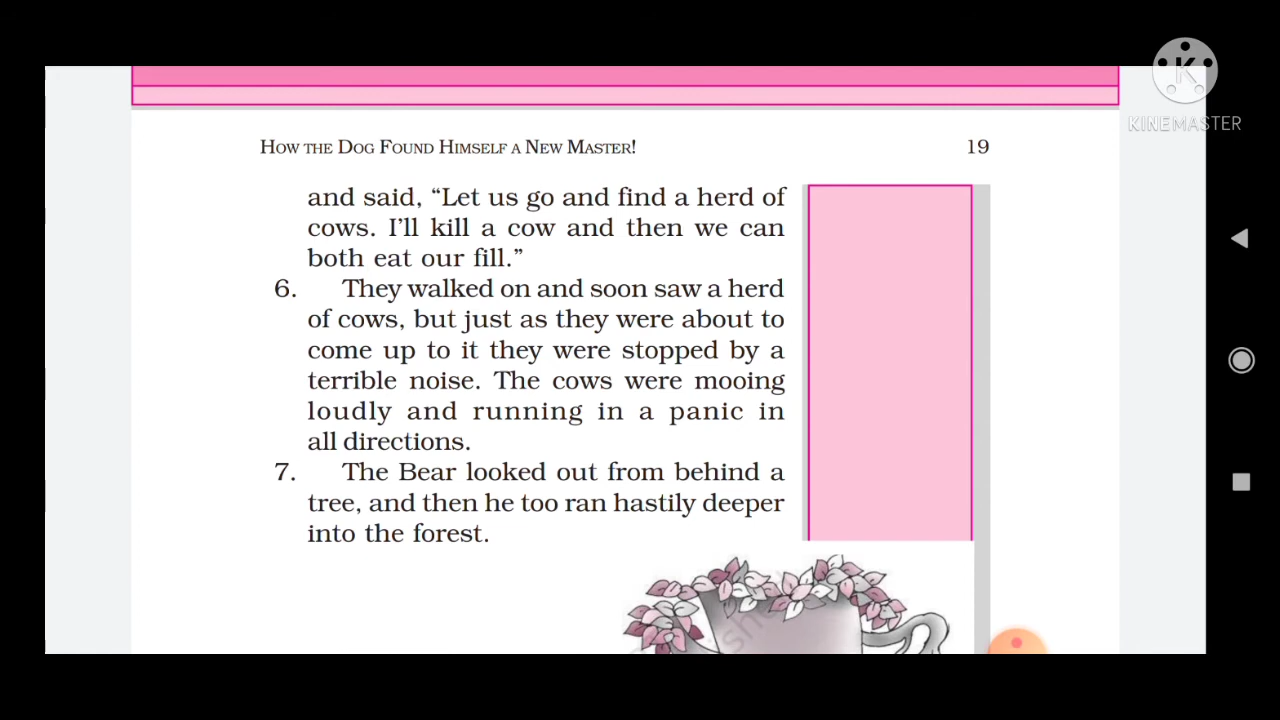 KINEMASTER
HOW THE DOG FOUND HIMSELF A NEW MASTER! 19
and said, “Let us go and find a herd of
cows. I’ll kill a cow and then we can
both eat our fill.”
6. They walked on and soon saw a herd
of cows, but just as they were about to
come up to it they were stopped by a
terrible noise. The cows were mooing
loudly and running in a panic in
all directions.
7. The Bear looked out from behind a
tree, and then he too ran hastily deeper
into the forest.